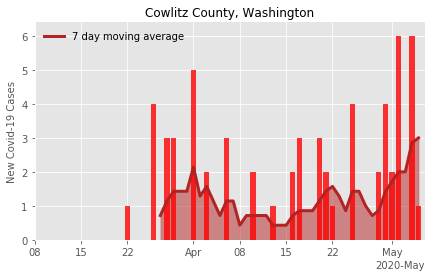 Cowlitz County, Washington
7 day moving average
New Covid-19 Cases
6
5
4
3
2
1
0
08 15 22 Apr 08 15 22 May
2020-May